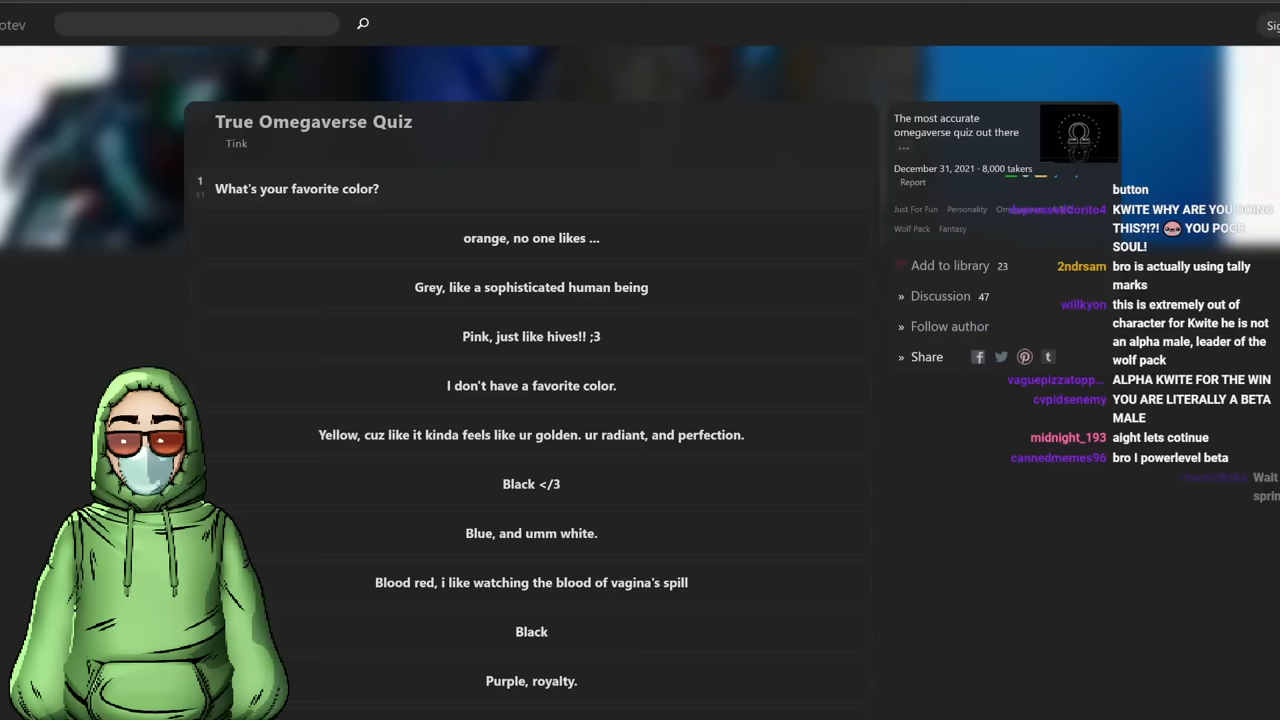 otev
Sig
True Omegaverse Quiz
Tink
1
11
What's your favorite color?
orange, no one likes ...
Grey, like a sophisticated human being
Pink, just like hives!! ;3
I don't have a favorite color.
Yellow, cuz like it kinda feels like ur golden. ur radiant, and perfection.
Black </3
Blue, and umm white.
Blood red, i like watching the blood of vagina's spill
Black
Purple, royalty.
The most accurate
omegaverse quiz out there
...
December 31, 2021 · 8,000 takers
Report
Just For Fun Personality
Wolf Pack Fantasy
» Add to library 23
» Discussion 47
» Follow author
» Share
button
KWITE WHY ARE YOU DOING
THIS?!?! YOU POOR
SOUL!
2ndrsam bro is actually using tally
marks
willkyon this is extremely out of
character for Kwite he is not
an alpha male, leader of the
wolf pack
vaguepizzatopp... ALPHA KWITE FOR THE WIN
cvpidsenemy YOU ARE LITERALLY A BETA
MALE
midnight_193 aight lets cotinue
cannedmemes96 bro I powerlevel beta
Wait
sprin